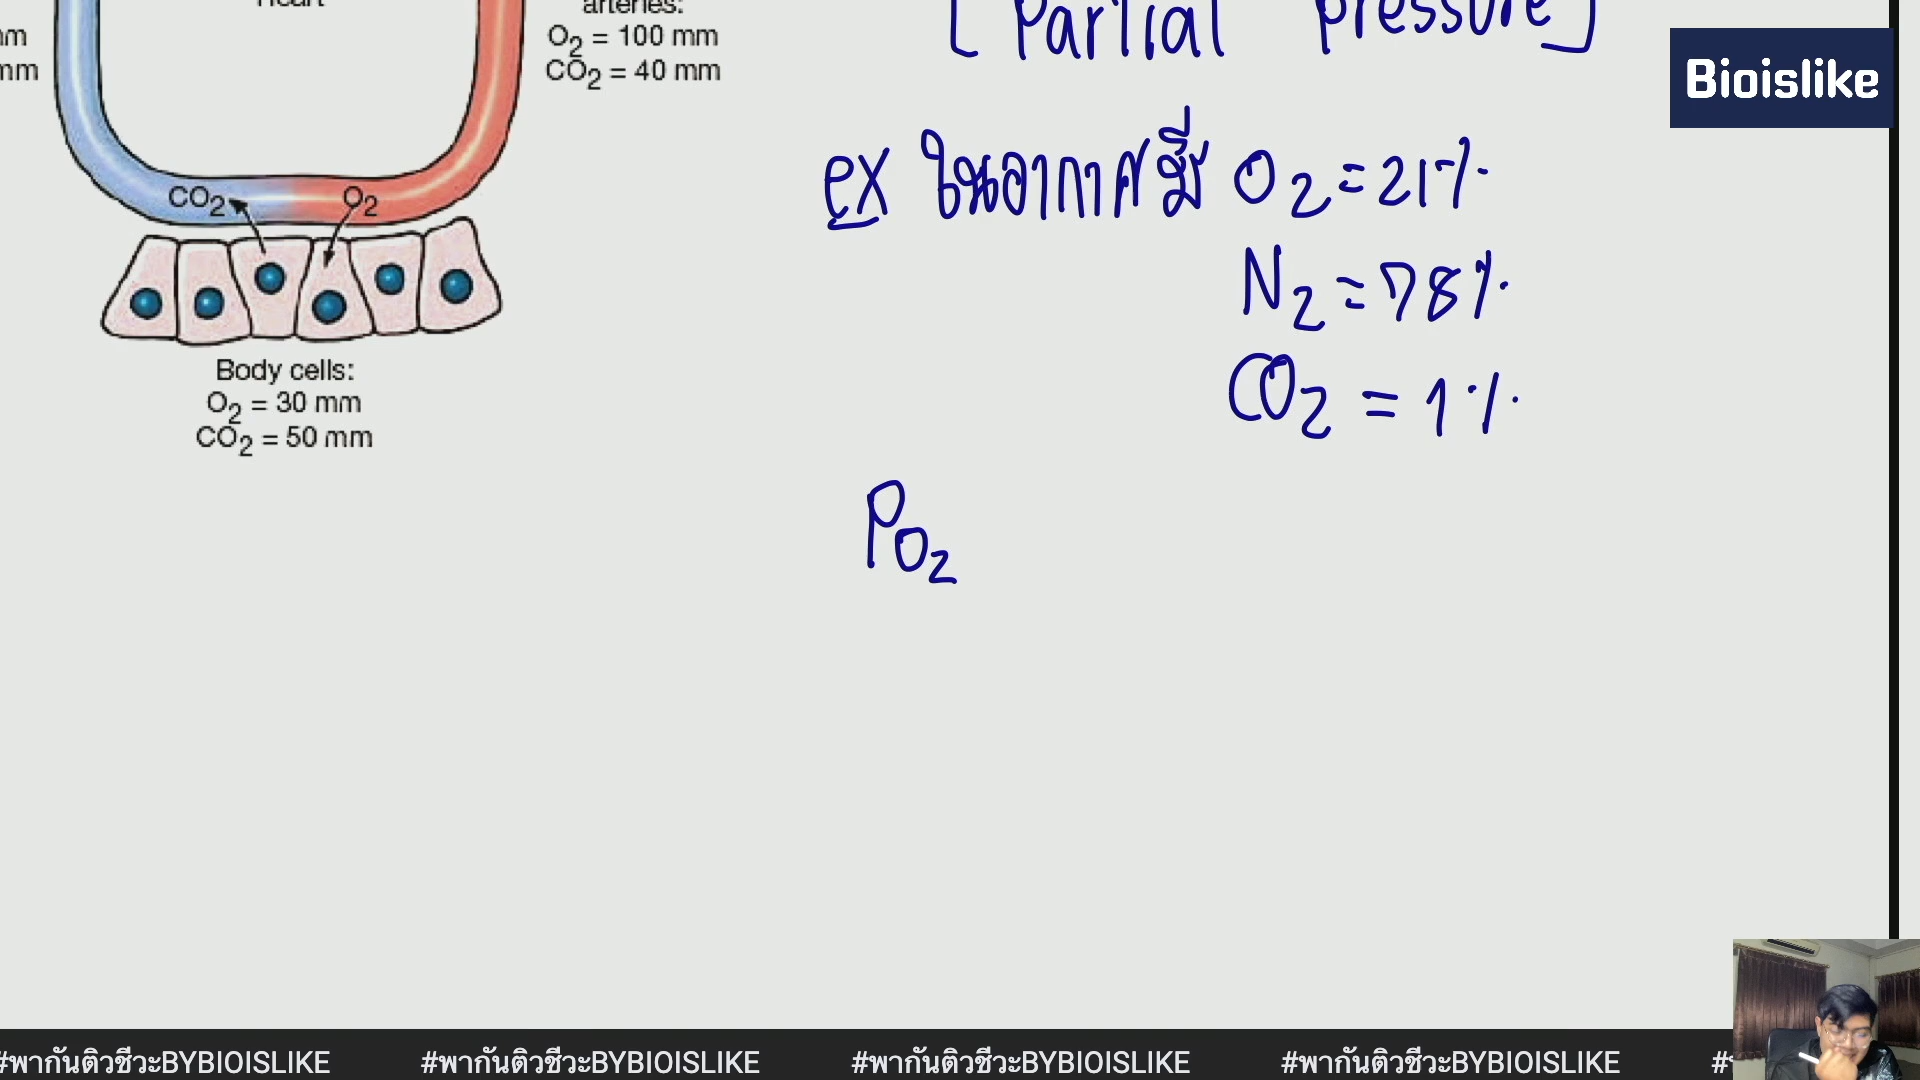 Heart
arteries:
O2 = 100 mm
CO2 = 40 mm
mm
CO2
O2
Body cells:
O2 = 30 mm
CO2 = 50 mm
[Partial pressure]
Bioislike
ex ในอากาศมี O2 = 21%
N2 = 78%
CO2 = 1%
PO2
#พากันติวชีวะBYBIOISLIKE #พากันติวชีวะBYBIOISLIKE #พากันติวชีวะBYBIOISLIKE #พากันติวชีวะBYBIOISLIKE